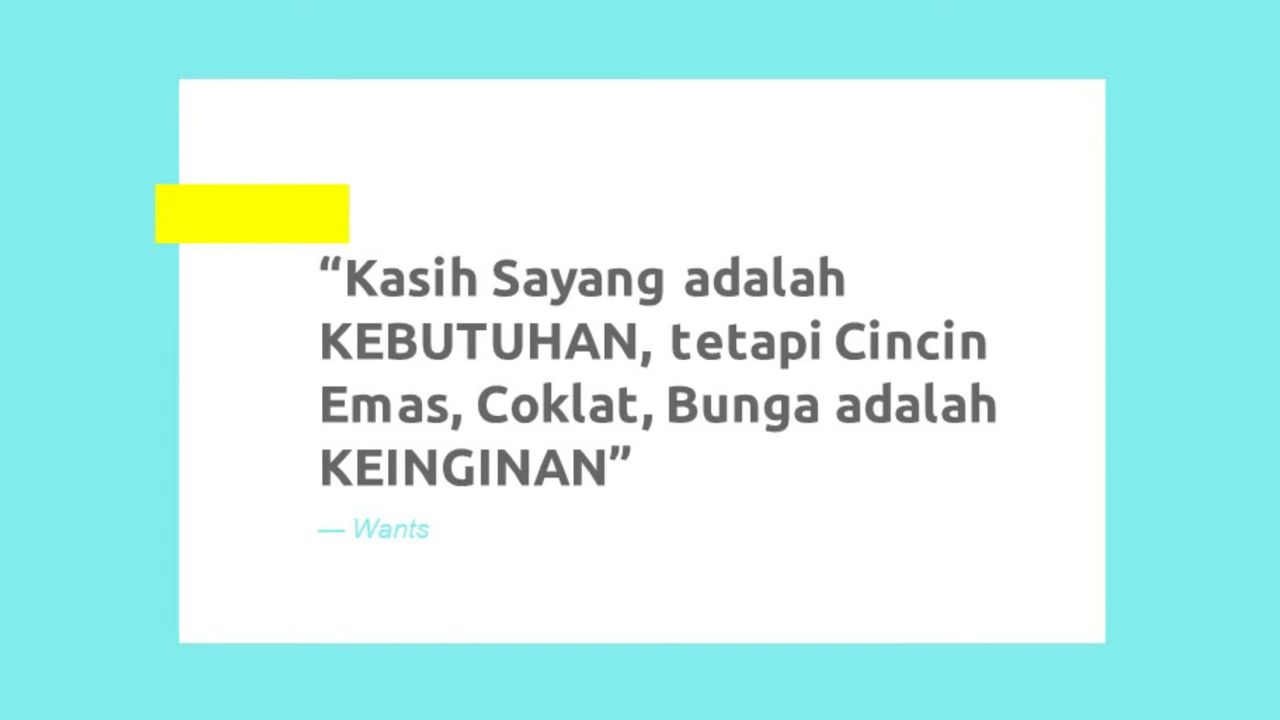 “Kasih Sayang adalah
KEBUTUHAN, tetapi Cincin
Emas, Coklat, Bunga adalah
KEINGINAN”
— Wants